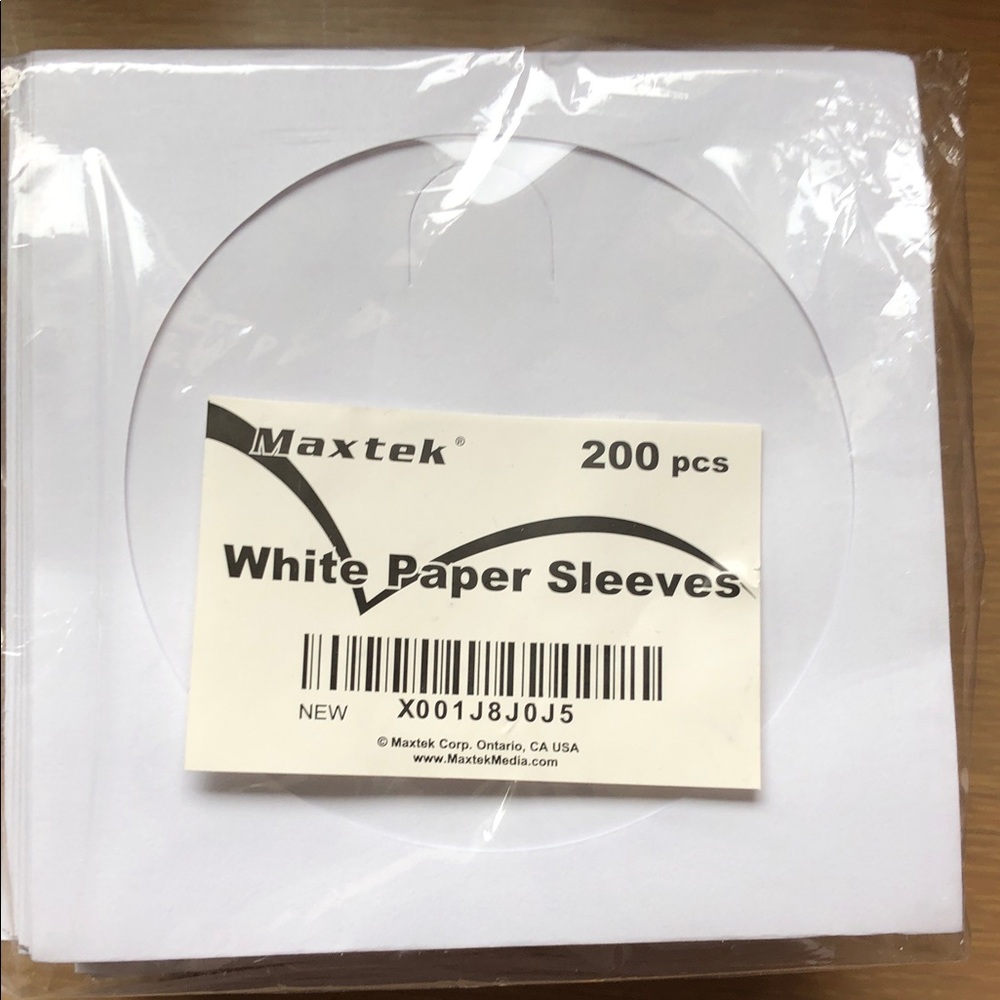 Maxtek® 200 pcs
White Paper Sleeves
NEW X001J8J0J5
© Maxtek Corp. Ontario, CA USA
www.MaxtekMedia.com